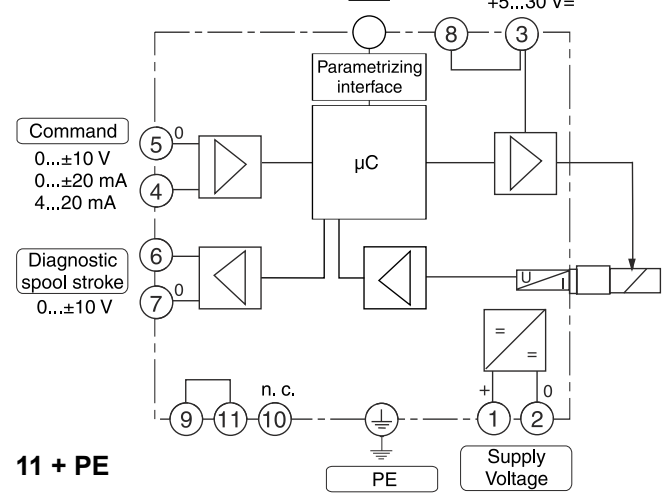 +5...30 V=
8
3
Parametrizing
interface
Command
0...±10 V
0...±20 mA
4...20 mA
5
0
4
µC
6
7
0
Diagnostic
spool stroke
0...±10 V
U
I
=
=
n. c.
+
0
9
11
10
1
2
11 + PE
PE
Supply
Voltage